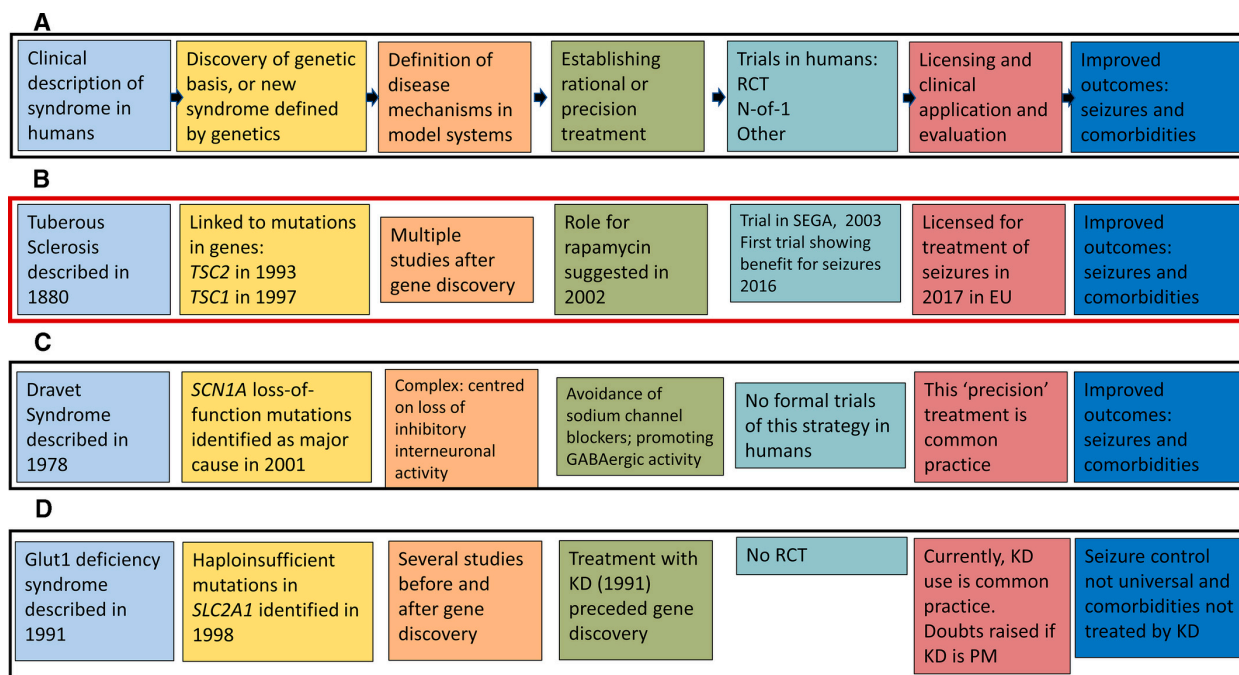 A
Clinical
description of
syndrome in
humans
Discovery of genetic
basis, or new
syndrome defined
by genetics
Definition of
disease
mechanisms in
model systems
Establishing
rational or
precision
treatment
Trials in humans:
RCT
N-of-1
Other
Licensing and
clinical
application and
evaluation
Improved
outcomes:
seizures and
comorbidities
B
Tuberous
Sclerosis
described in
1880
Linked to mutations
in genes:
TSC2 in 1993
TSC1 in 1997
Multiple
studies after
gene discovery
Role for
rapamycin
suggested in
2002
Trial in SEGA, 2003
First trial showing
benefit for seizures
2016
Licensed for
treatment of
seizures in
2017 in EU
Improved
outcomes:
seizures and
comorbidities
C
Dravet
Syndrome
described in
1978
SCN1A loss-of-
function mutations
identified as major
cause in 2001
Complex: centred
on loss of
inhibitory
interneuronal
activity
Avoidance of
sodium channel
blockers; promoting
GABAergic activity
No formal trials
of this strategy in
humans
This ‘precision’
treatment is
common
practice
Improved
outcomes:
seizures and
comorbidities
D
Glut1 deficiency
syndrome
described in
1991
Haploinsufficient
mutations in
SLC2A1 identified in
1998
Several studies
before and
after gene
discovery
Treatment with
KD (1991)
preceded gene
discovery
No RCT
Currently, KD
use is common
practice.
Doubts raised if
KD is PM
Seizure control
not universal and
comorbidities not
treated by KD